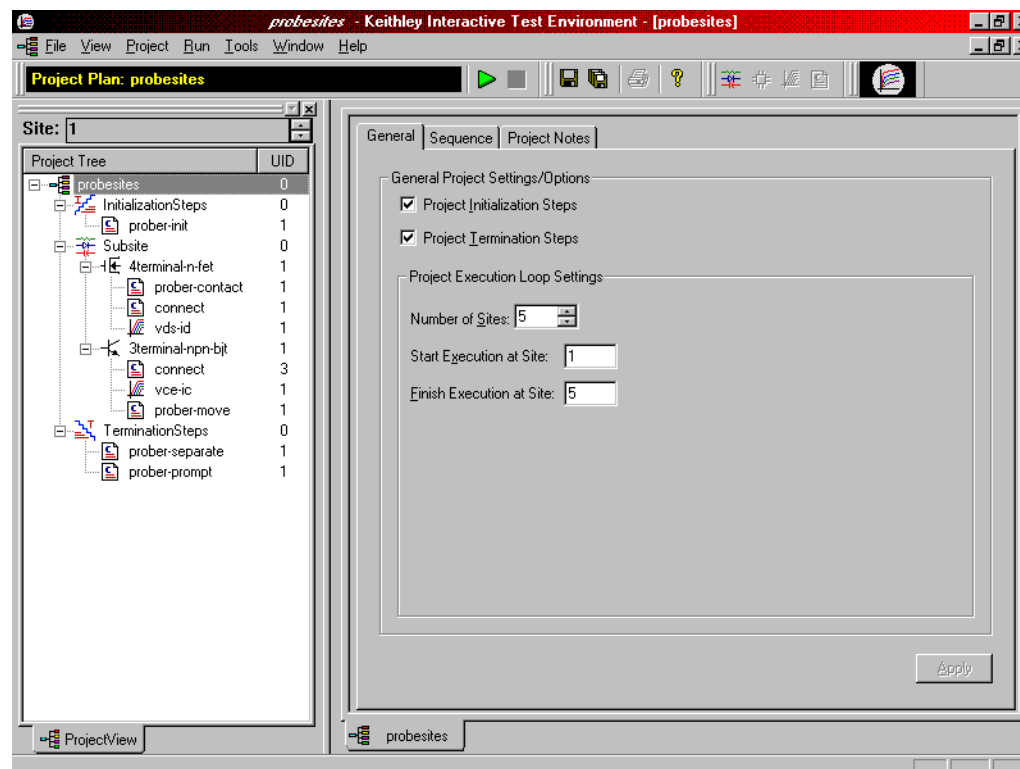 probesites - Keithley Interactive Test Environment - [probesites]
File View Project Run Tools Window Help
Project Plan: probesites
Site: 1
Project Tree UID
probesites 0
InitializationSteps 0
prober-init 1
Subsite 0
4terminal-n-fet 1
prober-contact 1
connect 1
vds-id 1
3terminal-npn-bjt 1
connect 3
vce-ic 1
prober-move 1
TerminationSteps 0
prober-separate 1
prober-prompt 1
ProjectView
General Sequence Project Notes
General Project Settings/Options
Project Initialization Steps
Project Termination Steps
Project Execution Loop Settings
Number of Sites: 5
Start Execution at Site: 1
Finish Execution at Site: 5
Apply
probesites